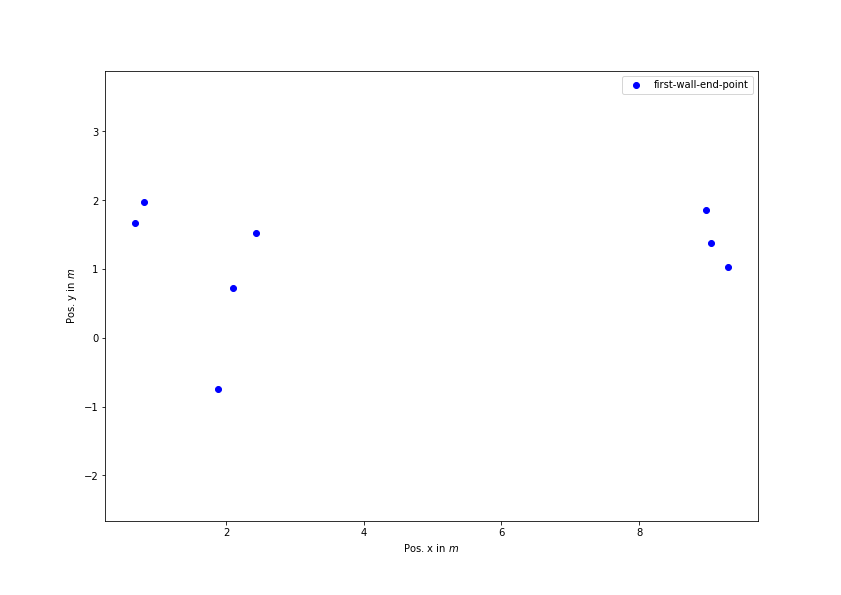 first-wall-end-point
3
2
1
0
−1
−2
Pos. y in m
2 4 6 8
Pos. x in m